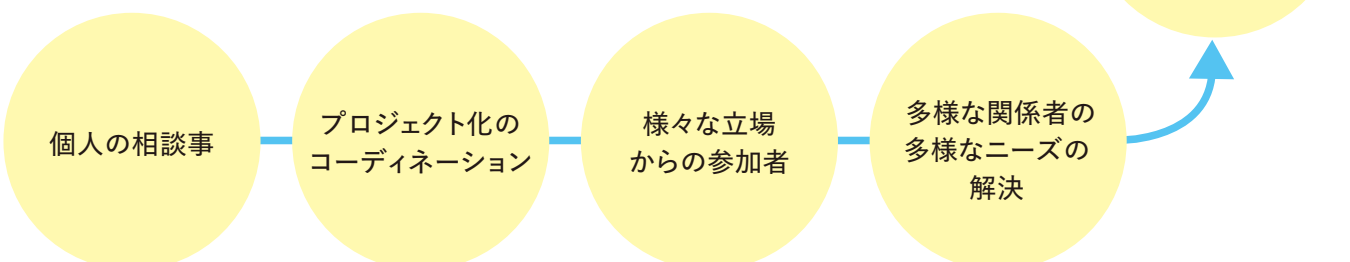 個人の相談事
プロジェクト化の
コーディネーション
様々な立場
からの参加者
多様な関係者の
多様なニーズの
解決